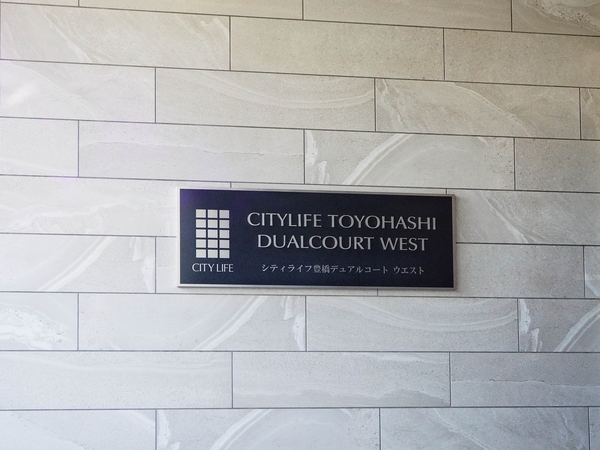 CITYLIFE TOYOHASHI
DUALCOURT WEST
CITY LIFE
シティライフ豊橋デュアルコート ウエスト